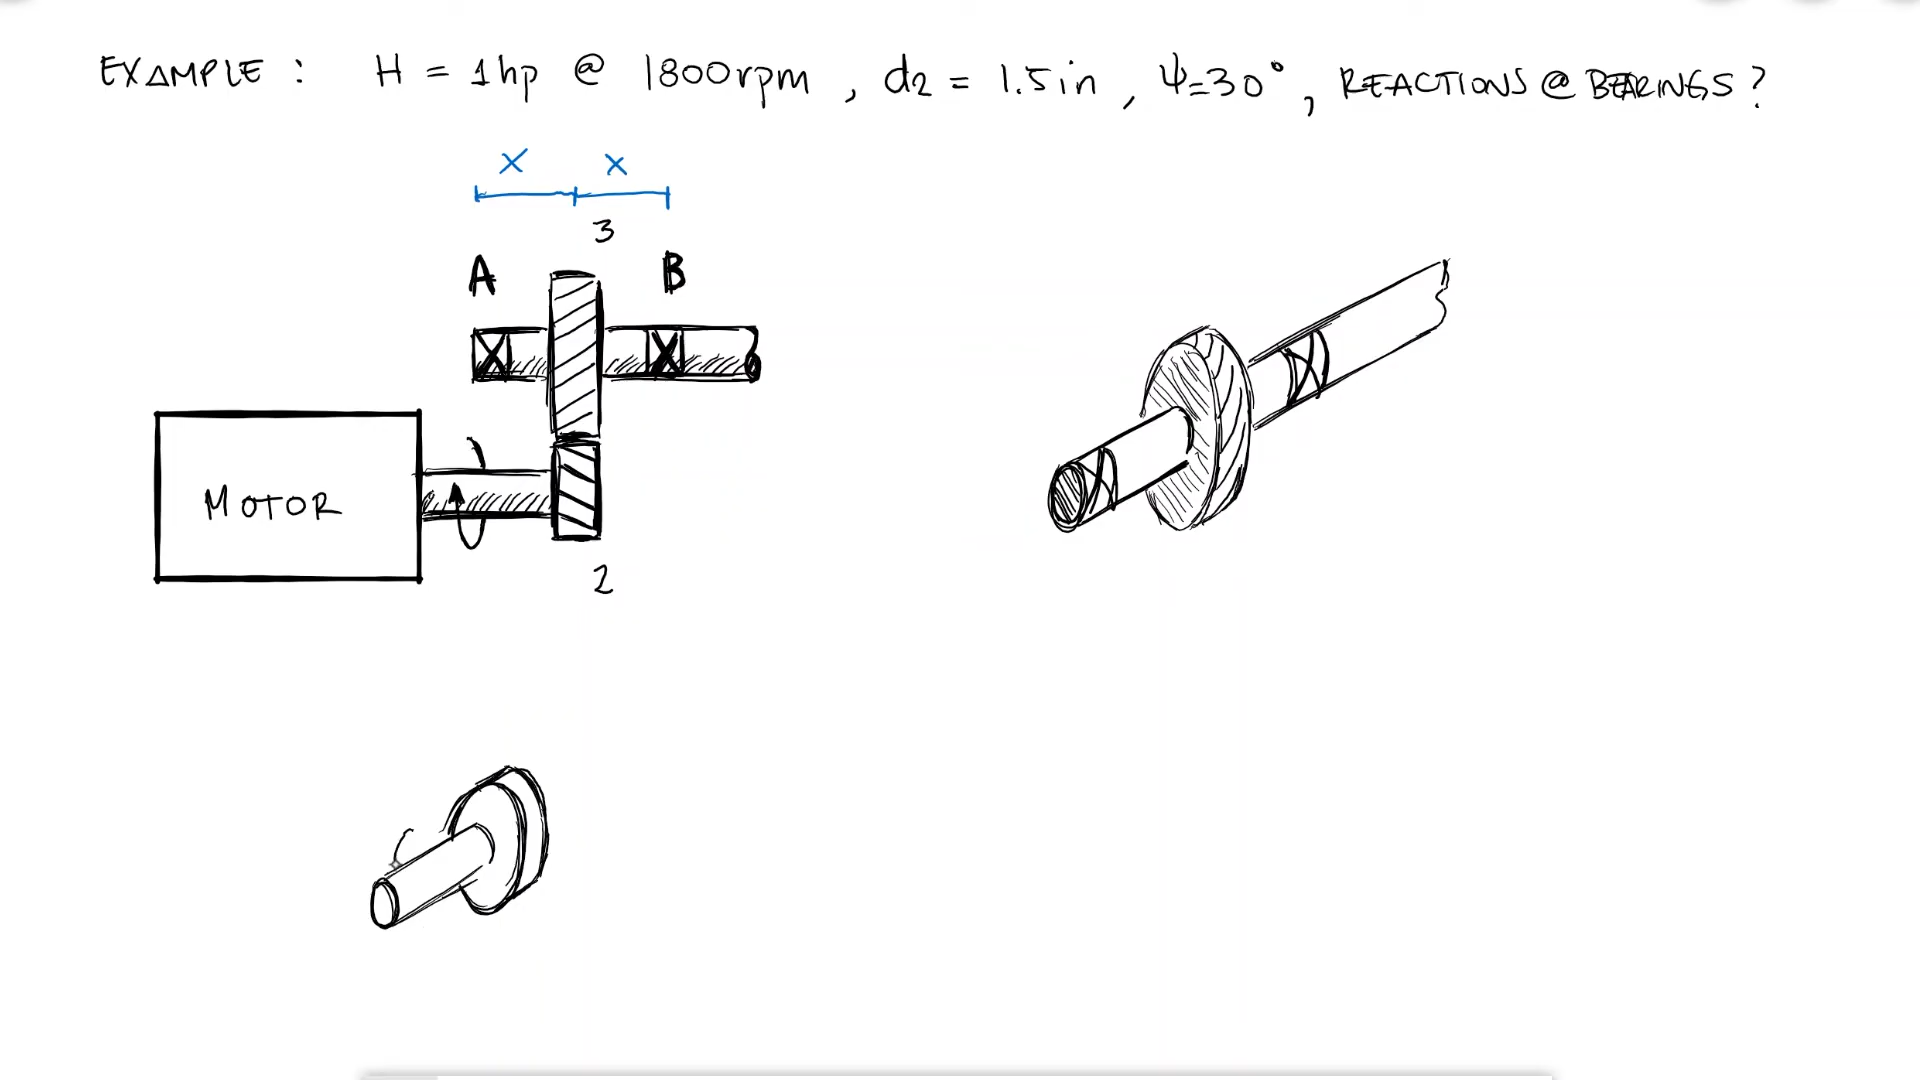 EXAMPLE : H = 1hp @ 1800rpm , d2 = 1.5in , ψ=30° , REACTIONS @ BEARINGS ?
x x
3
A B
MOTOR
2